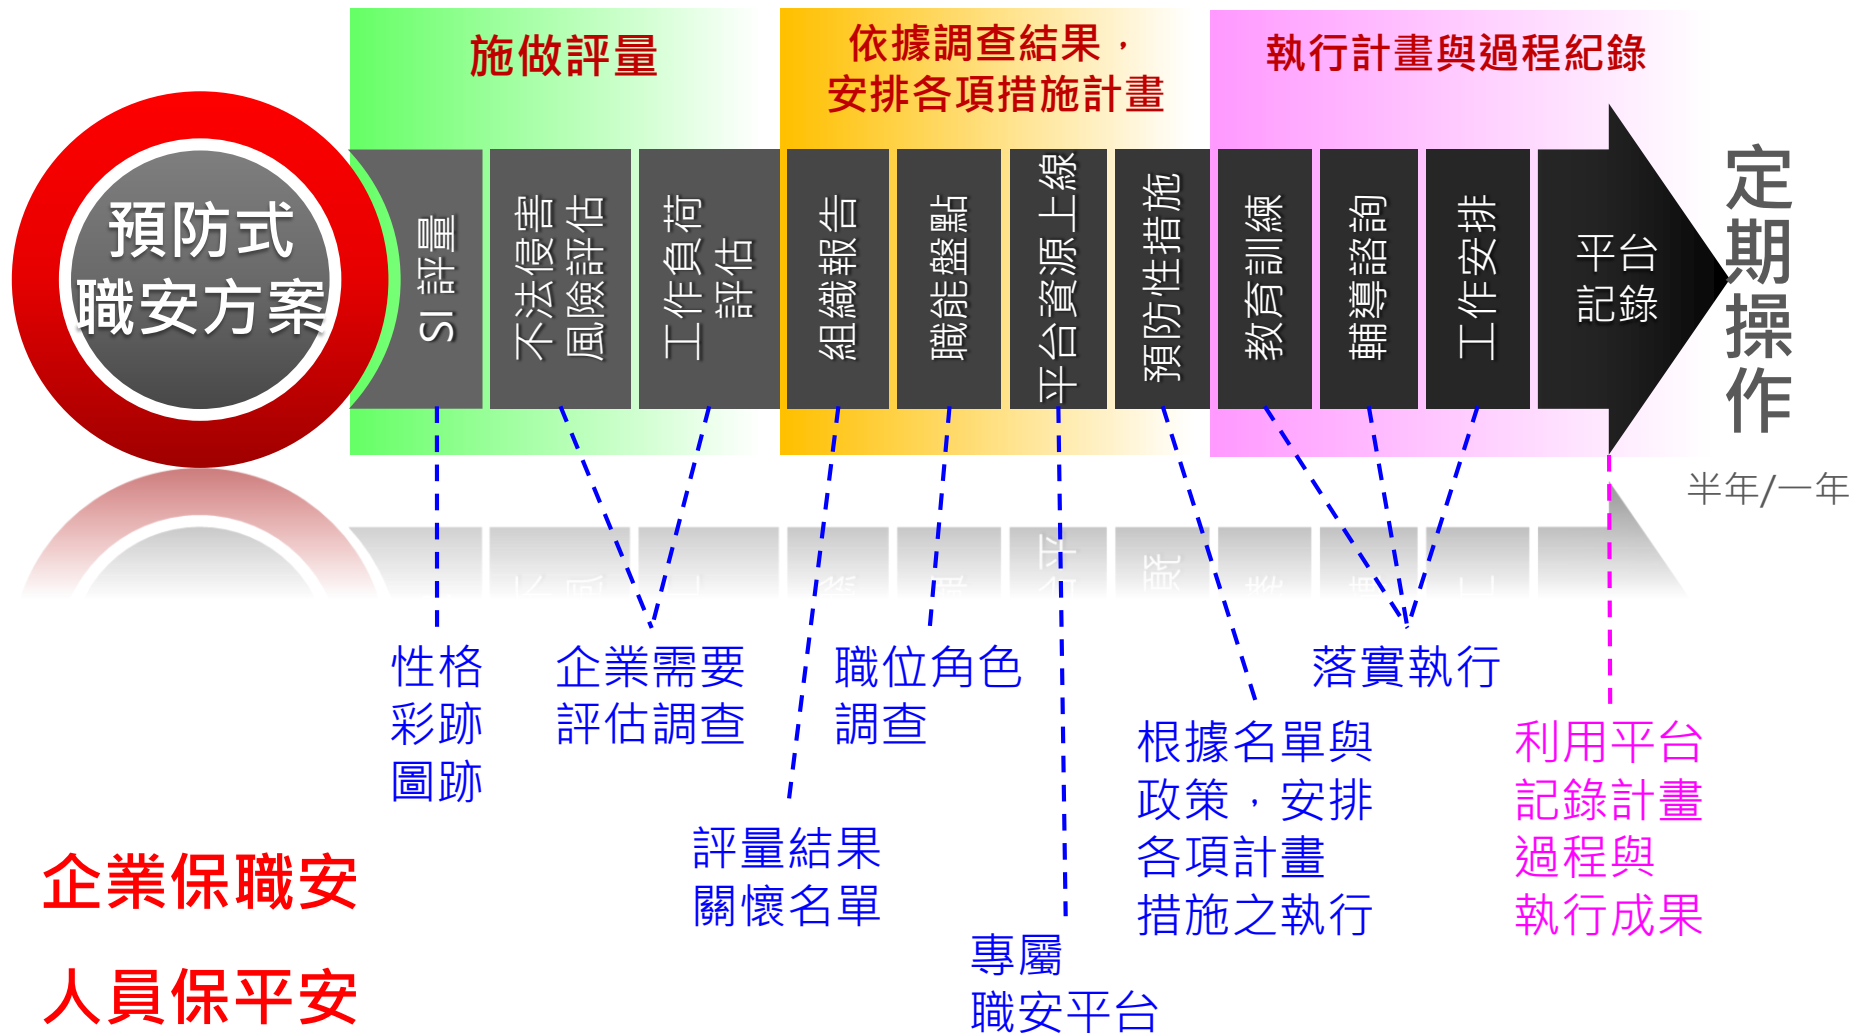 施做評量
依據調查結果，
安排各項措施計畫
執行計畫與過程紀錄
預防式
職安方案
SI 評量
不法侵害
風險評估
工作負荷
評估
組織報告
職能盤點
平台資源上線
預防性措施
教育訓練
輔導諮詢
工作安排
平台
記錄
定期操作
半年/一年
性格
彩跡
圖跡
企業需要
評估調查
評量結果
關懷名單
職位角色
調查
專屬
職安平台
根據名單與
政策，安排
各項計畫
措施之執行
落實執行
利用平台
記錄計畫
過程與
執行成果
企業保職安
人員保平安